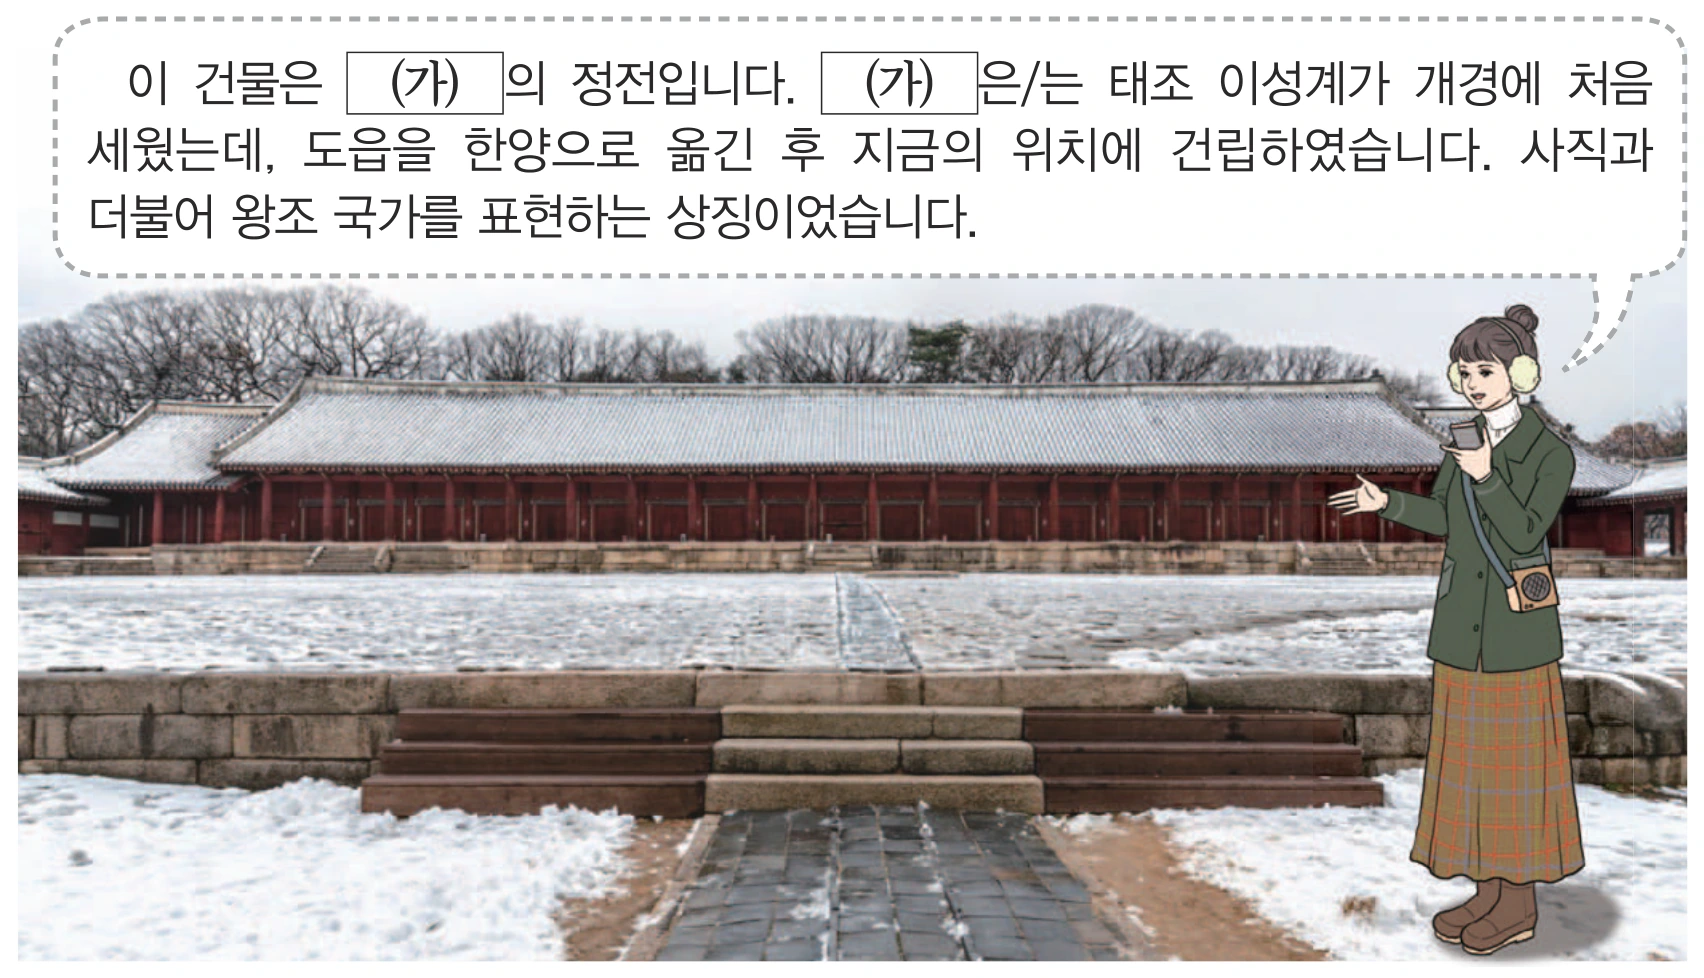 이 건물은 (가) 의 정전입니다. (가) 은/는 태조 이성계가 개경에 처음
세웠는데, 도읍을 한양으로 옮긴 후 지금의 위치에 건립하였습니다. 사직과
더불어 왕조 국가를 표현하는 상징이었습니다.